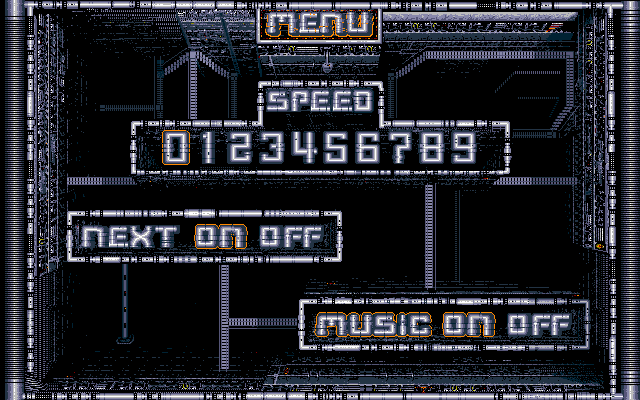 MENU
SPEED
0123456789
NEXT ON OFF
MUSIC ON OFF